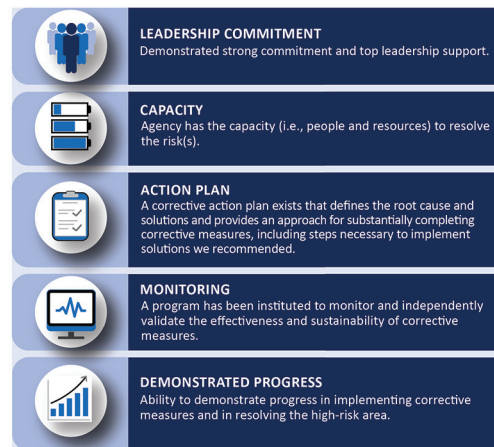 LEADERSHIP COMMITMENT
Demonstrated strong commitment and top leadership support.
CAPACITY
Agency has the capacity (i.e., people and resources) to resolve
the risk(s).
ACTION PLAN
A corrective action plan exists that defines the root cause and
solutions and provides an approach for substantially completing
corrective measures, including steps necessary to implement
solutions we recommended.
MONITORING
A program has been instituted to monitor and independently
validate the effectiveness and sustainability of corrective
measures.
DEMONSTRATED PROGRESS
Ability to demonstrate progress in implementing corrective
measures and in resolving the high-risk area.